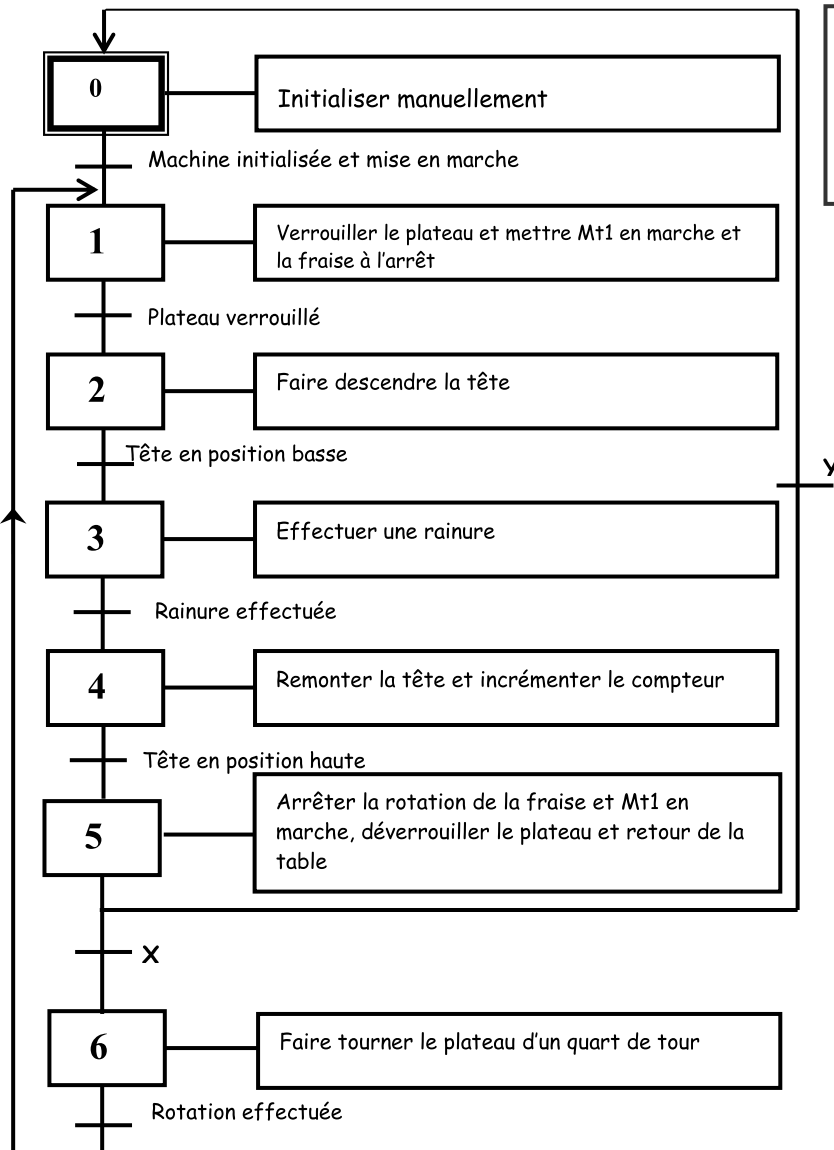 0
Initialiser manuellement
Machine initialisée et mise en marche
1
Verrouiller le plateau et mettre Mt1 en marche et
la fraise à l'arrêt
Plateau verrouillé
2
Faire descendre la tête
Tête en position basse
y
3
Effectuer une rainure
Rainure effectuée
4
Remonter la tête et incrémenter le compteur
Tête en position haute
5
Arrêter la rotation de la fraise et Mt1 en
marche, déverrouiller le plateau et retour de la
table
X
6
Faire tourner le plateau d'un quart de tour
Rotation effectuée